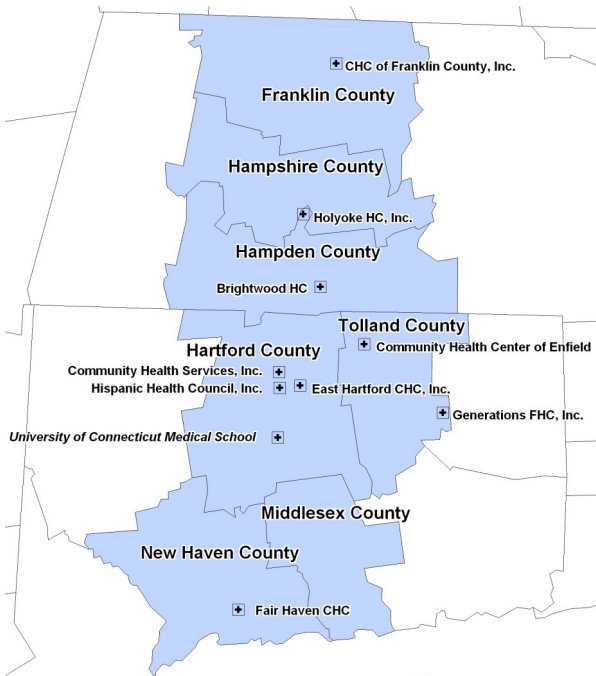 CHC of Franklin County, Inc.
Franklin County
Hampshire County
Holyoke HC, Inc.
Hampden County
Brightwood HC
Tolland County
Community Health Center of Enfield
Hartford County
Community Health Services, Inc.
Hispanic Health Council, Inc.
East Hartford CHC, Inc.
Generations FHC, Inc.
University of Connecticut Medical School
Middlesex County
New Haven County
Fair Haven CHC